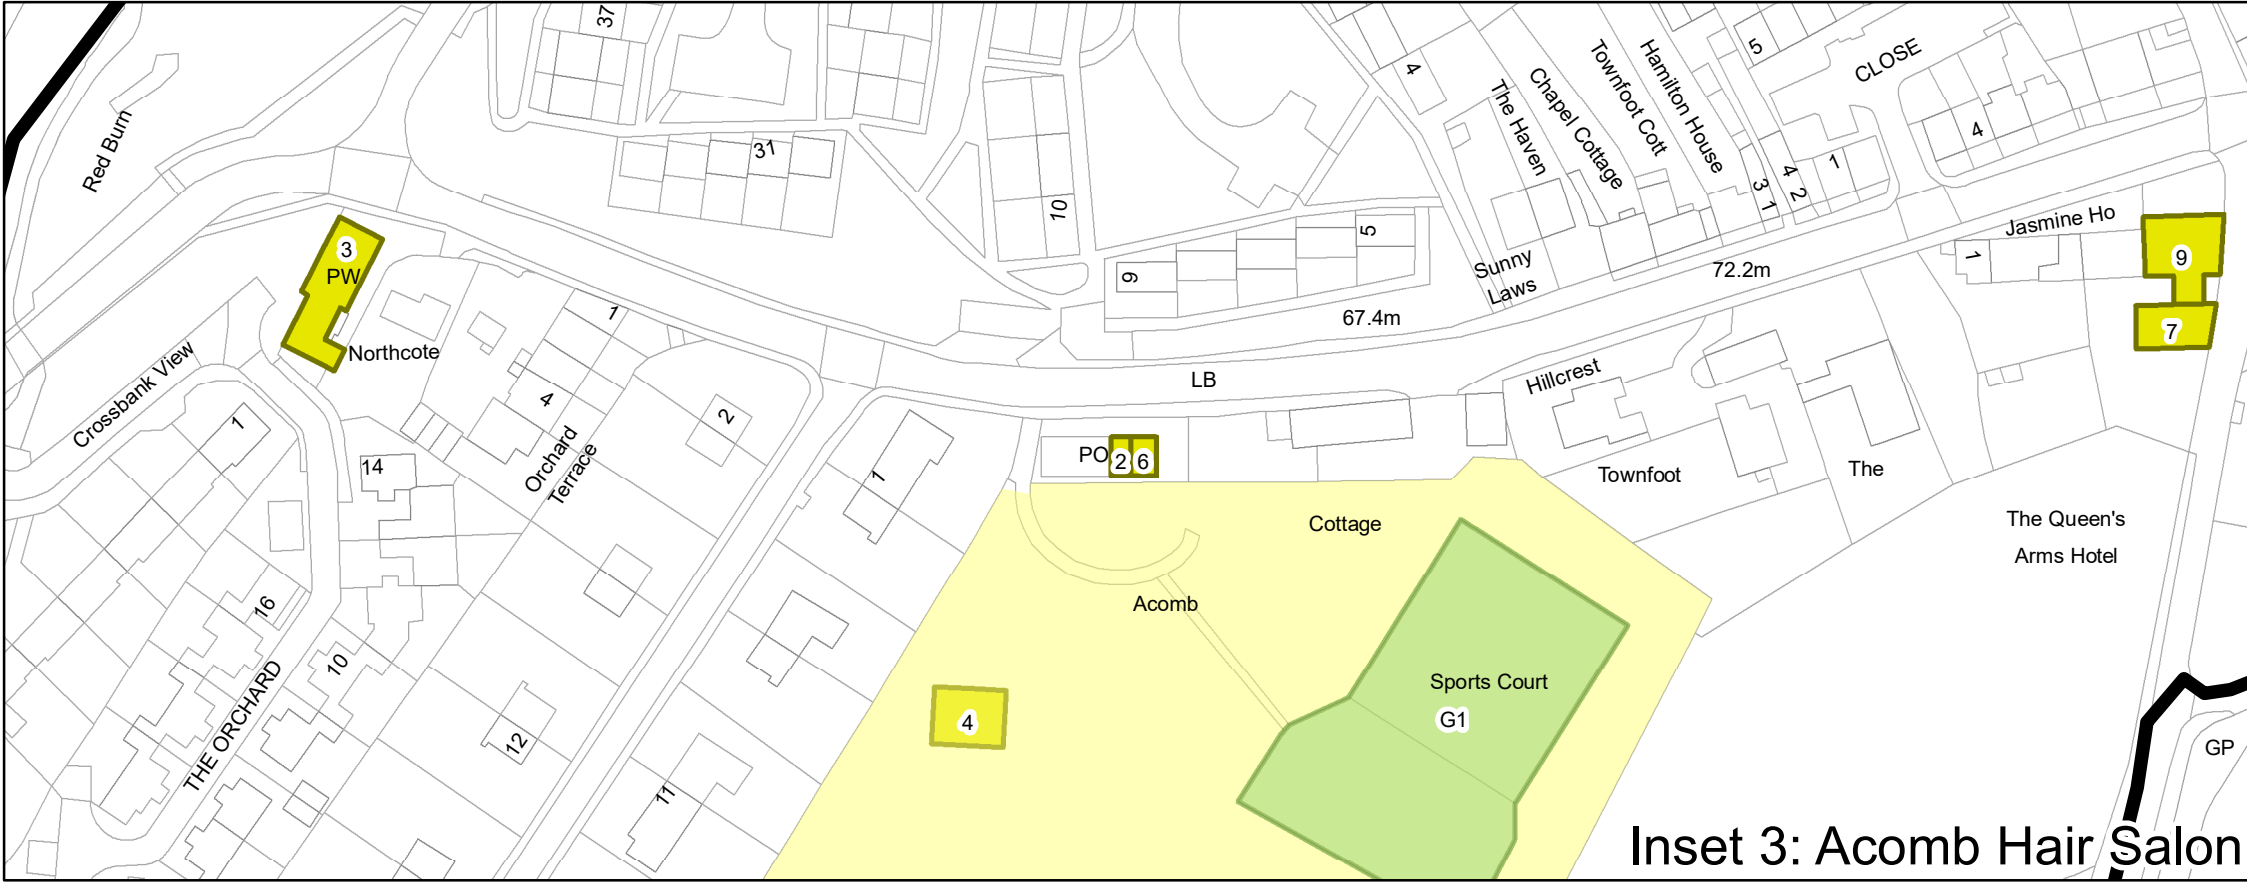 37
Red Burn
31
10
4
The Haven
Chapel Cottage
Townfoot Cott
Hamilton House
5
CLOSE
4
1
4
2
3
1
3
PW
Northcote
Crossbank View
1
14
1
4
Orchard
Terrace
2
9
5
Sunny
Laws
67.4m
72.2m
LB
Hillcrest
Jasmine Ho
1
9
7
PO
2
6
1
Townfoot
The
The Queen's
Arms Hotel
Cottage
Acomb
16
10
THE ORCHARD
12
11
4
Sports Court
G1
GP
Inset 3: Acomb Hair Salon